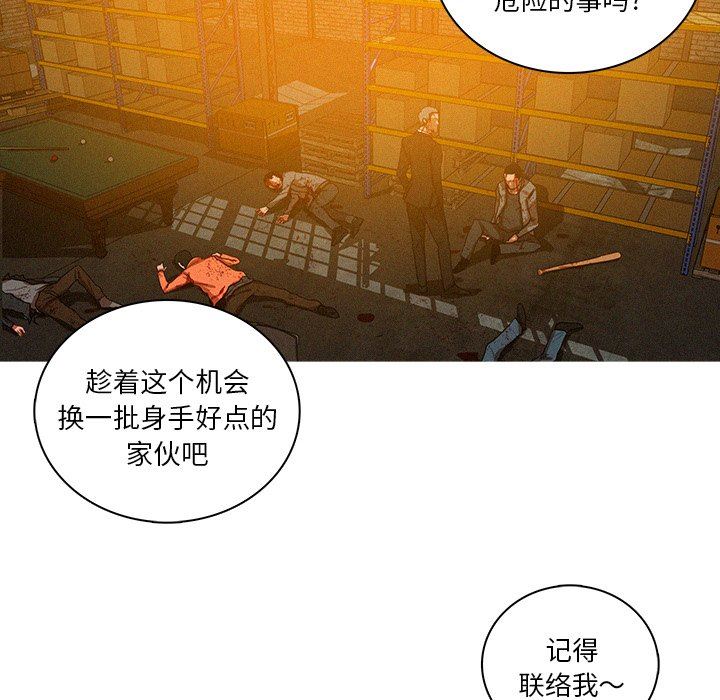 危险的事吗?
趁着这个机会
换一批身手好点的
家伙吧
记得
联络我～